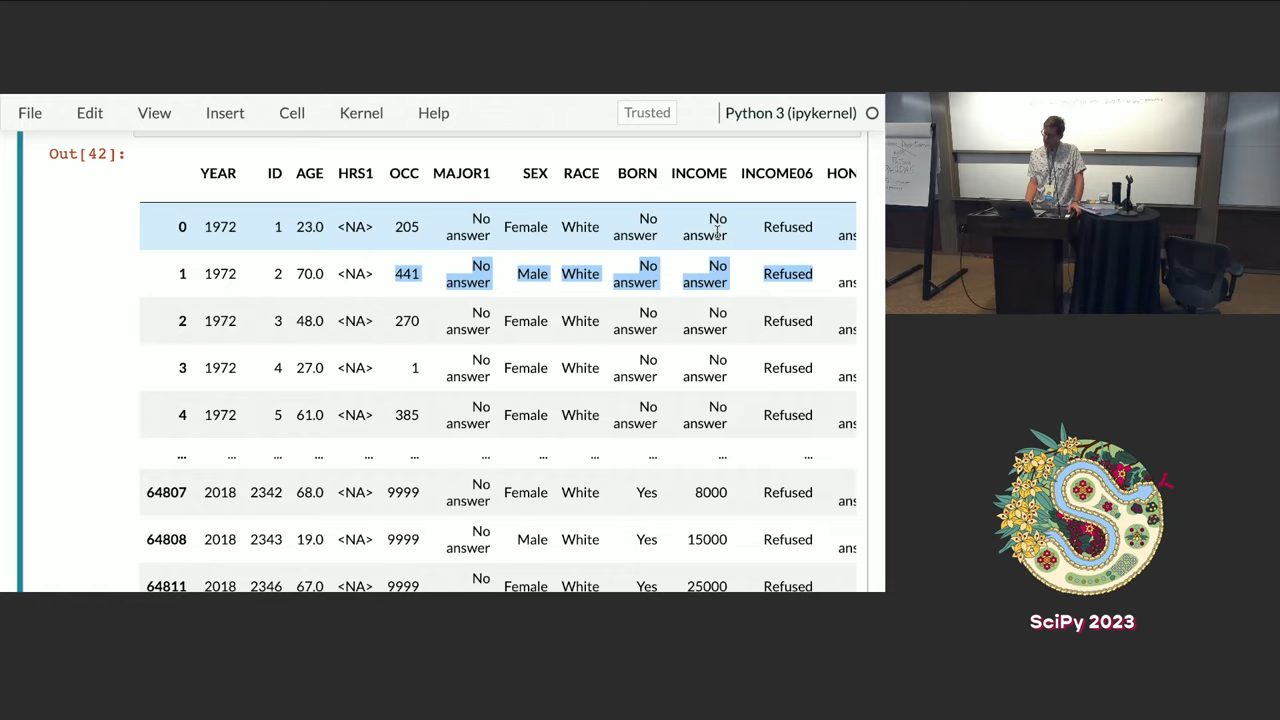 File Edit View Insert Cell Kernel Help Trusted Python 3 (ipykernel)
Out[42]:
YEAR ID AGE HRS1 OCC MAJOR1 SEX RACE BORN INCOME INCOME06 HON
0 1972 1 23.0 <NA> 205 No answer Female White No answer No answer Refused ans
1 1972 2 70.0 <NA> 441 No answer Male White No answer No answer Refused ans
2 1972 3 48.0 <NA> 270 No answer Female White No answer No answer Refused ans
3 1972 4 27.0 <NA> 1 No answer Female White No answer No answer Refused ans
4 1972 5 61.0 <NA> 385 No answer Female White No answer No answer Refused ans
... ... ... ... ... ... ... ... ... ... ... ...
64807 2018 2342 68.0 <NA> 9999 No answer Female White Yes 8000 Refused ans
64808 2018 2343 19.0 <NA> 9999 No answer Male White Yes 15000 Refused ans
64811 2018 2346 67.0 <NA> 9999 No Female White Yes 25000 Refused
SciPy 2023